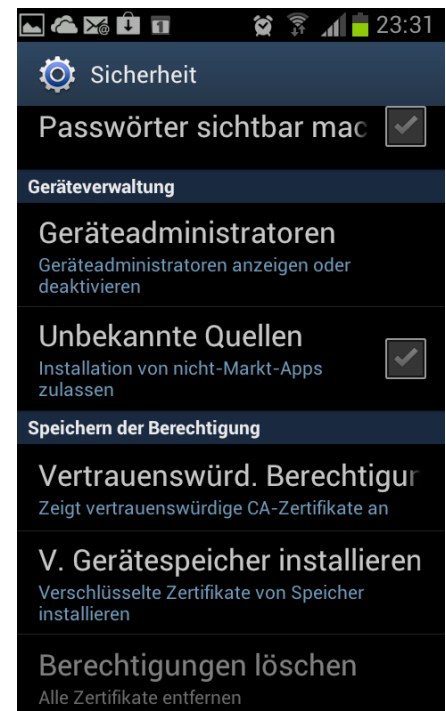 1 23:31
Sicherheit
Passwörter sichtbar mac
Geräteverwaltung
Geräteadministratoren
Geräteadministratoren anzeigen oder
deaktivieren
Unbekannte Quellen
Installation von nicht-Markt-Apps
zulassen
Speichern der Berechtigung
Vertrauenswürd. Berechtigur
Zeigt vertrauenswürdige CA-Zertifikate an
V. Gerätespeicher installieren
Verschlüsselte Zertifikate von Speicher
installieren
Berechtigungen löschen
Alle Zertifikate entfernen